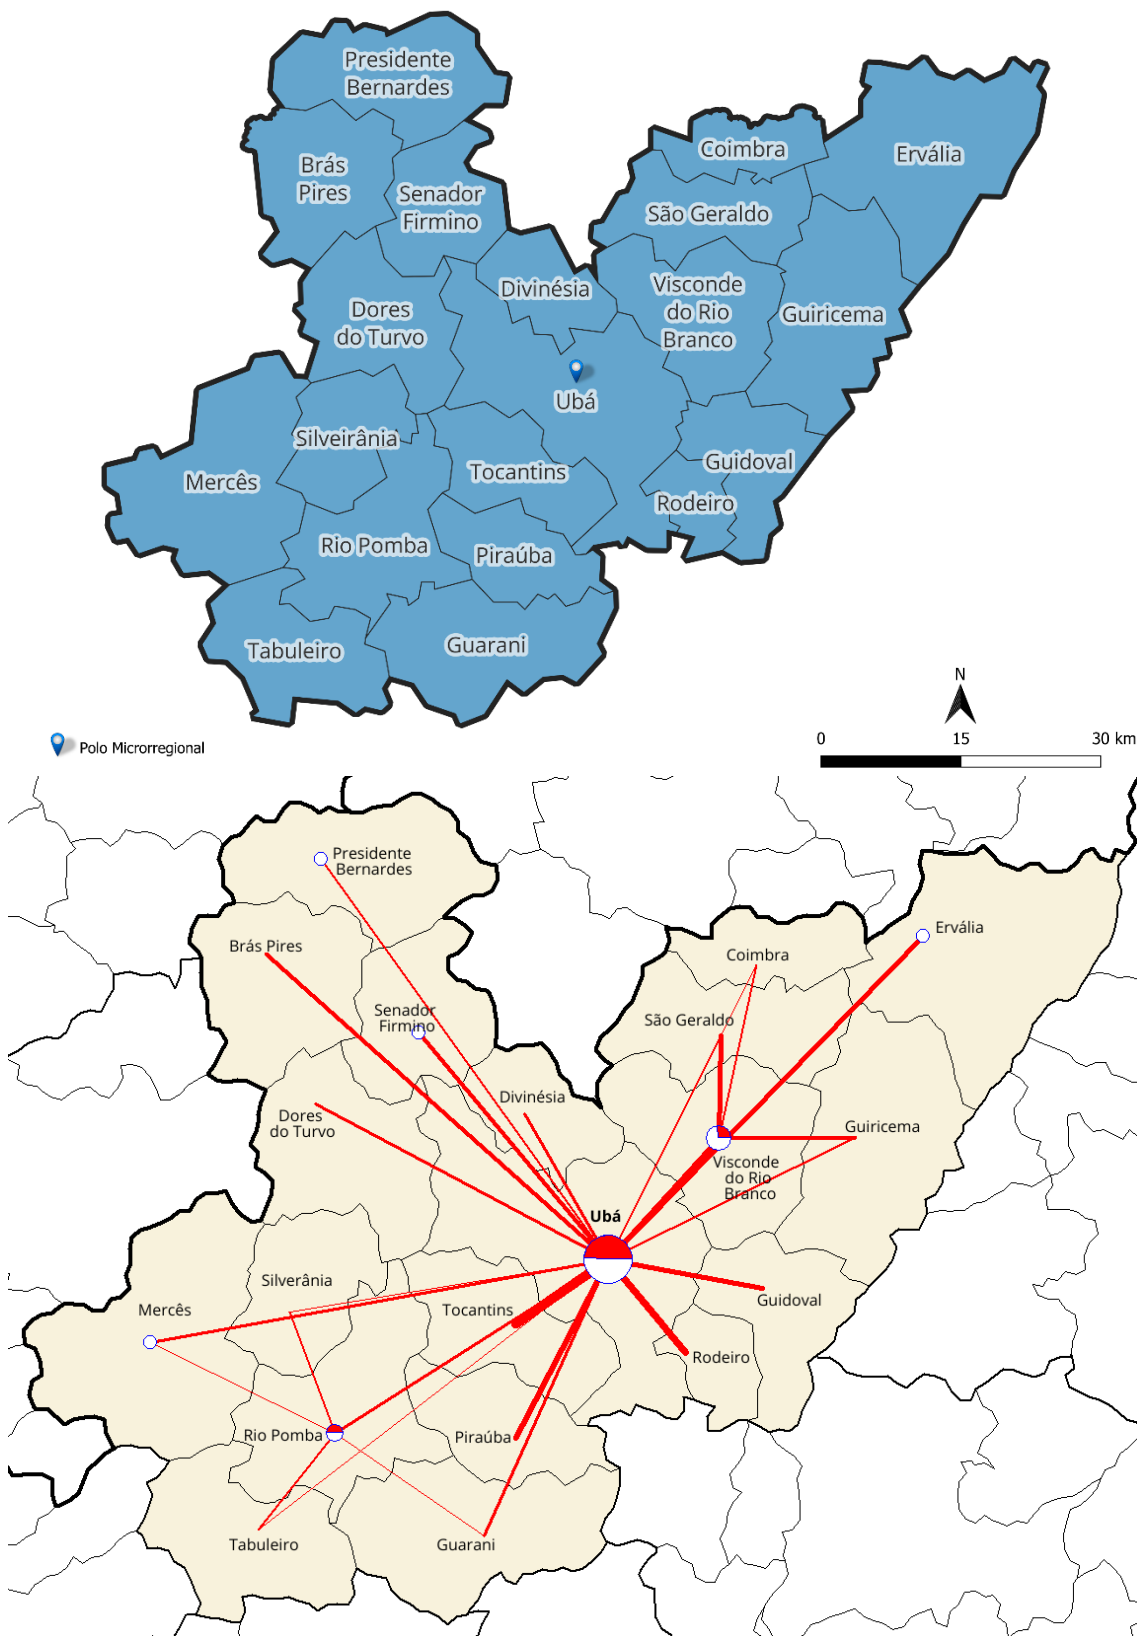 Presidente
Bernardes
Coimbra
Ervália
Brás
Pires
Senador
Firmino
São Geraldo
Divinésia
Visconde
do Rio
Branco
Dores
do Turvo
Guiricema
Ubá
Silveirânia
Mercês
Tocantins
Guidoval
Rodeiro
Rio Pomba
Piraúba
Tabuleiro
Guarani
N
Polo Microrregional
0 15 30 km
Presidente
Bernardes
Brás Pires
Ervália
Coimbra
Senador
Firmino
São Geraldo
Divinésia
Dores
do Turvo
Guiricema
Visconde
do Rio
Branco
Ubá
Silverânia
Mercês
Tocantins
Guidoval
Rodeiro
Rio Pomba
Piraúba
Tabuleiro
Guarani